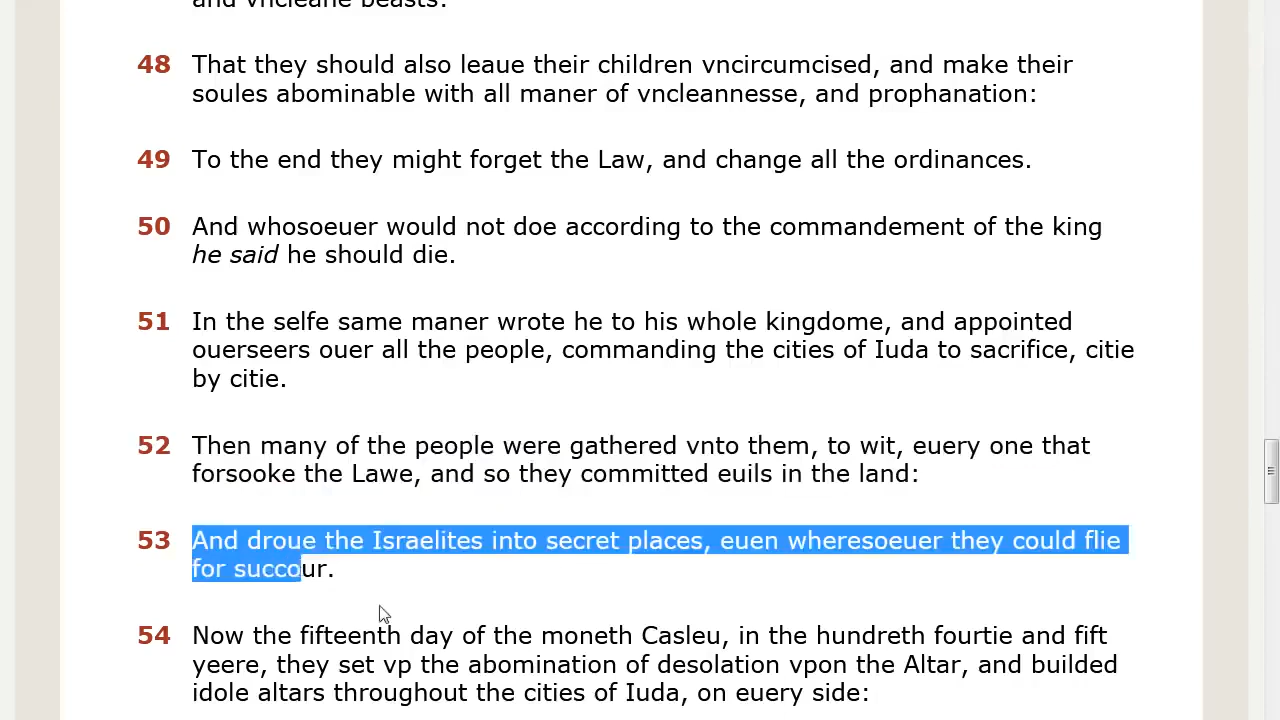 and vncleane beasts:
48 That they should also leaue their children vncircumcised, and make their
soules abominable with all maner of vncleannesse, and prophanation:
49 To the end they might forget the Law, and change all the ordinances.
50 And whosoeuer would not doe according to the commandement of the king
he said he should die.
51 In the selfe same maner wrote he to his whole kingdome, and appointed
ouerseers ouer all the people, commanding the cities of Iuda to sacrifice, citie
by citie.
52 Then many of the people were gathered vnto them, to wit, euery one that
forsooke the Lawe, and so they committed euils in the land:
53 And droue the Israelites into secret places, euen wheresoeuer they could flie
for succour.
54 Now the fifteenth day of the moneth Casleu, in the hundreth fourtie and fift
yeere, they set vp the abomination of desolation vpon the Altar, and builded
idole altars throughout the cities of Iuda, on euery side: